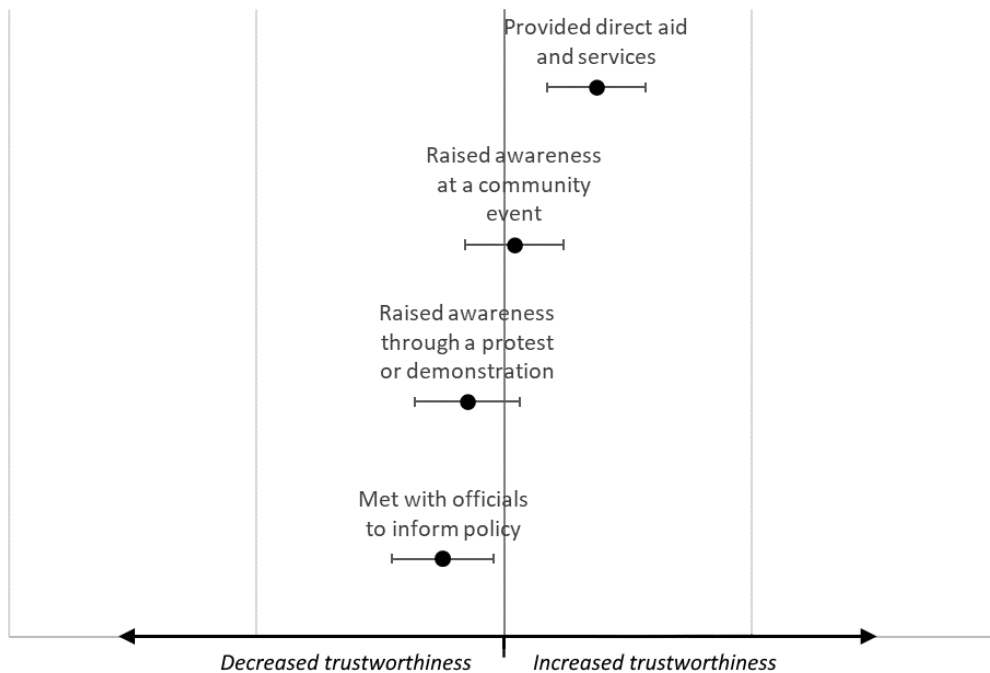 Provided direct aid
and services
Raised awareness
at a community
event
Raised awareness
through a protest
or demonstration
Met with officials
to inform policy
Decreased trustworthiness
Increased trustworthiness